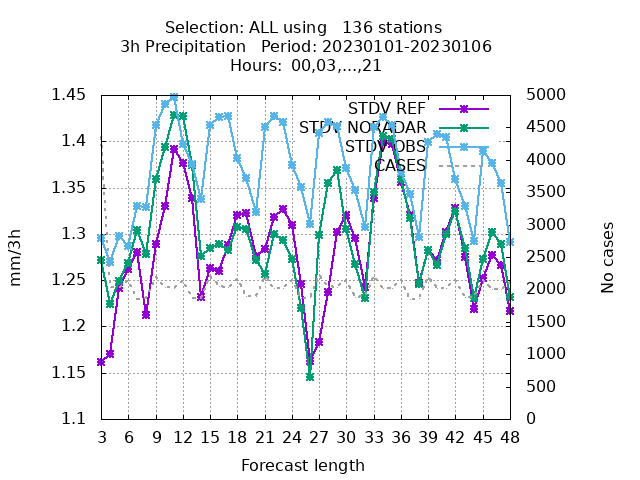 Selection: ALL using   136 stations
3h Precipitation   Period: 20230101-20230106
Hours:  00,03,...,21
STDV REF
STDV NORADAR
STDV OBS
CASES
1.45
1.4
1.35
1.3
1.25
1.2
1.15
1.1
mm/3h
5000
4500
4000
3500
3000
2500
2000
1500
1000
500
0
No cases
3 6 9 12 15 18 21 24 27 30 33 36 39 42 45 48
Forecast length